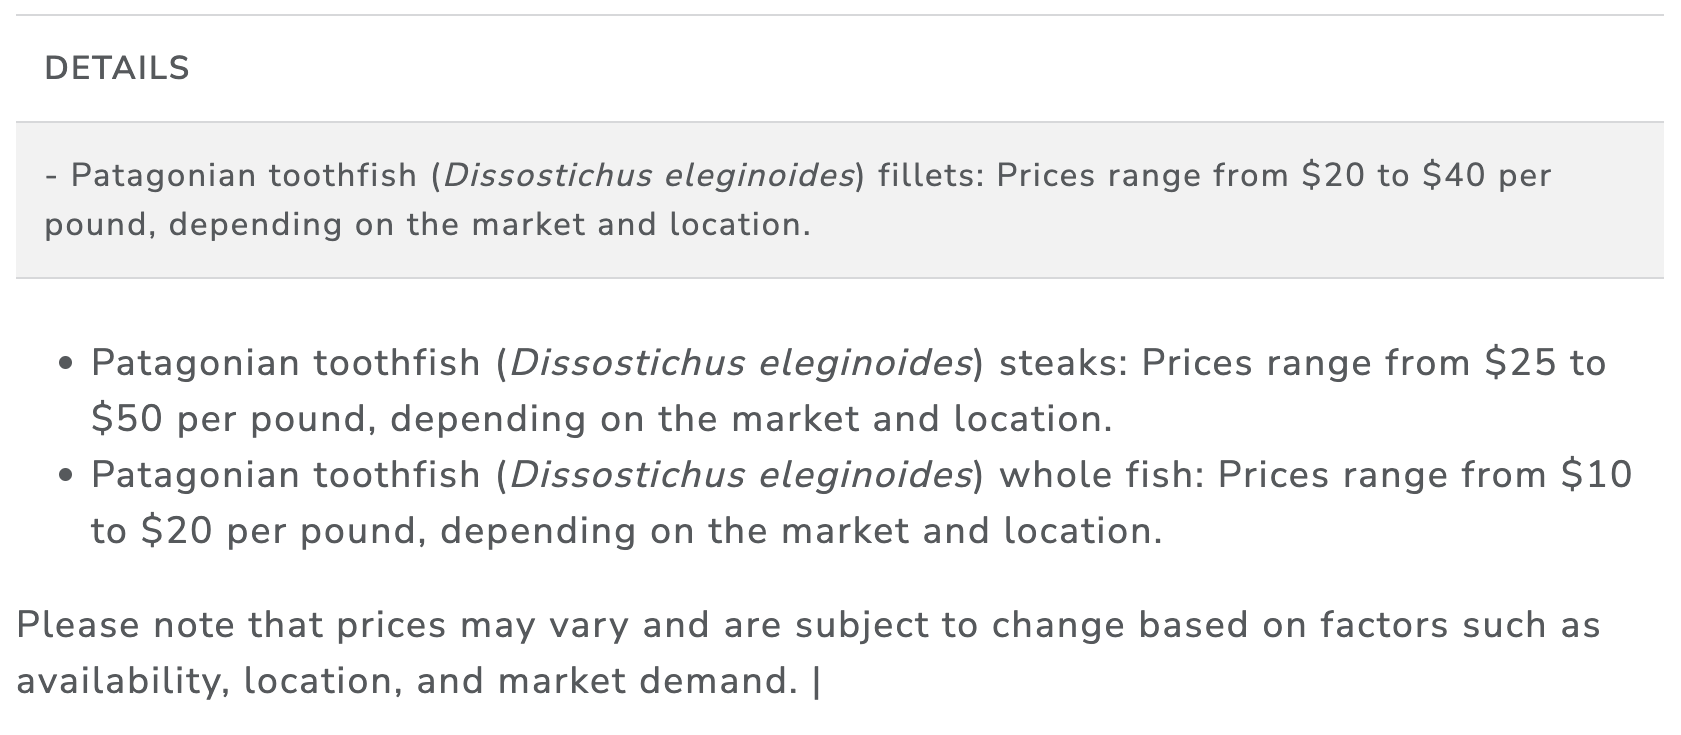 DETAILS
- Patagonian toothfish (Dissostichus eleginoides) fillets: Prices range from $20 to $40 per
pound, depending on the market and location.
• Patagonian toothfish (Dissostichus eleginoides) steaks: Prices range from $25 to
$50 per pound, depending on the market and location.
• Patagonian toothfish (Dissostichus eleginoides) whole fish: Prices range from $10
to $20 per pound, depending on the market and location.
Please note that prices may vary and are subject to change based on factors such as
availability, location, and market demand. |